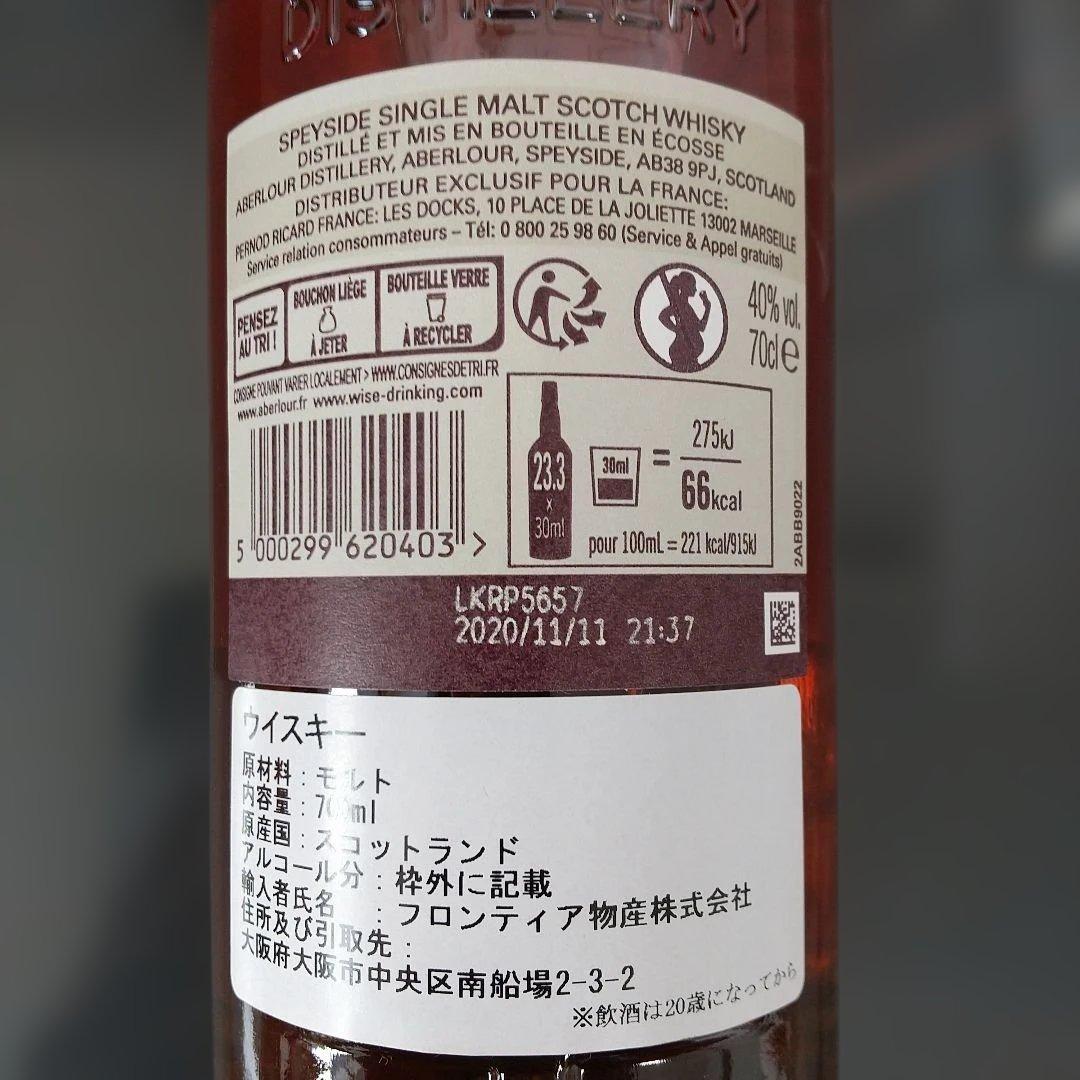 DISTILLERY
SPEYSIDE SINGLE MALT SCOTCH WHISKY
DISTILLÉ ET MIS EN BOUTEILLE EN ÉCOSSE
ABERLOUR DISTILLERY, ABERLOUR, SPEYSIDE, AB38 9PJ, SCOTLAND
DISTRIBUTEUR EXCLUSIF POUR LA FRANCE:
PERNOD RICARD FRANCE: LES DOCKS, 10 PLACE DE LA JOLIETTE 13002 MARSEILLE
Service relation consommateurs – Tél: 0 800 25 98 60 (Service & Appel gratuits)
PENSEZ
AU TRI !
BOUCHON LIÈGE
À JETER
BOUTEILLE VERRE
À RECYCLER
40% vol.
70cl e
CONSIGNE POUVANT VARIER LOCALEMENT > WWW.CONSIGNESDETRI.FR
www.aberlour.fr www.wise-drinking.com
23.3
x
30ml
30ml
=
275kJ
66kcal
pour 100mL = 221 kcal/915kJ
2ABB9022
5 000299 620403 >
LKRP5657
2020/11/11 21:37
ウイスキー
原材料 : モルト
内容量 : 700ml
原産国 : スコットランド
アルコール分 : 枠外に記載
輸入者氏名 : フロンティア物産株式会社
住所及び引取先 :
大阪府大阪市中央区南船場2-3-2
※飲酒は20歳になってから